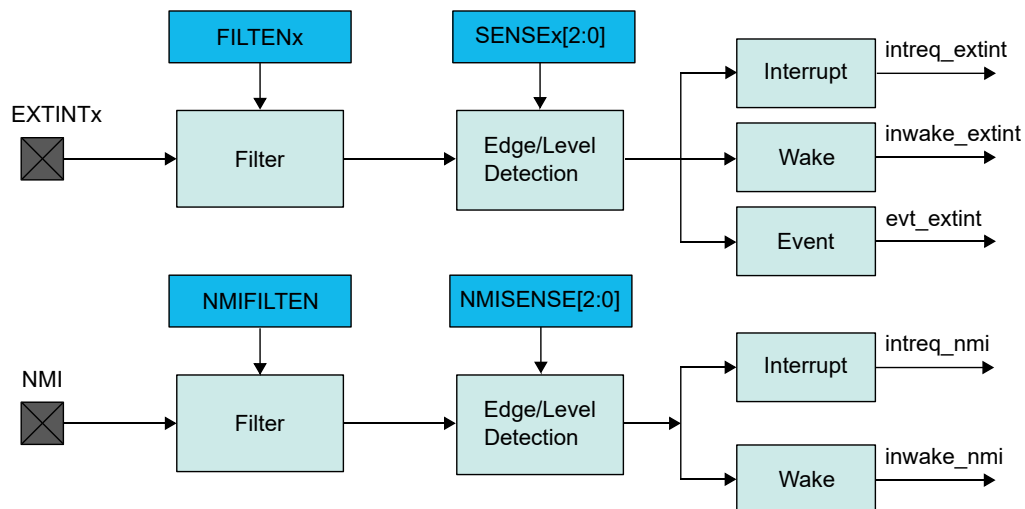 FILTENx
SENSEx[2:0]
EXTINTx
Filter
Edge/Level
Detection
Interrupt
intreq_extint
Wake
inwake_extint
Event
evt_extint
NMIFILTEN
NMISENSE[2:0]
NMI
Filter
Edge/Level
Detection
Interrupt
intreq_nmi
Wake
inwake_nmi